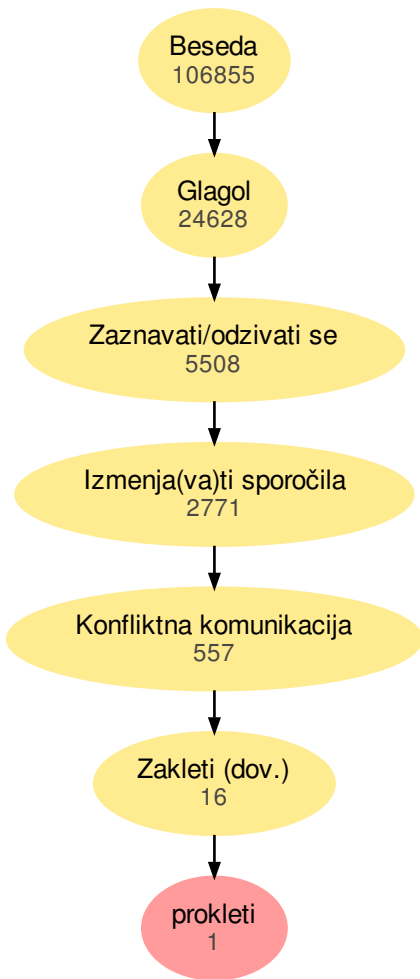 Beseda
106855
Glagol
24628
Zaznavati/odzivati se
5508
Izmenja(va)ti sporočila
2771
Konfliktna komunikacija
557
Zakleti (dov.)
16
prokleti
1